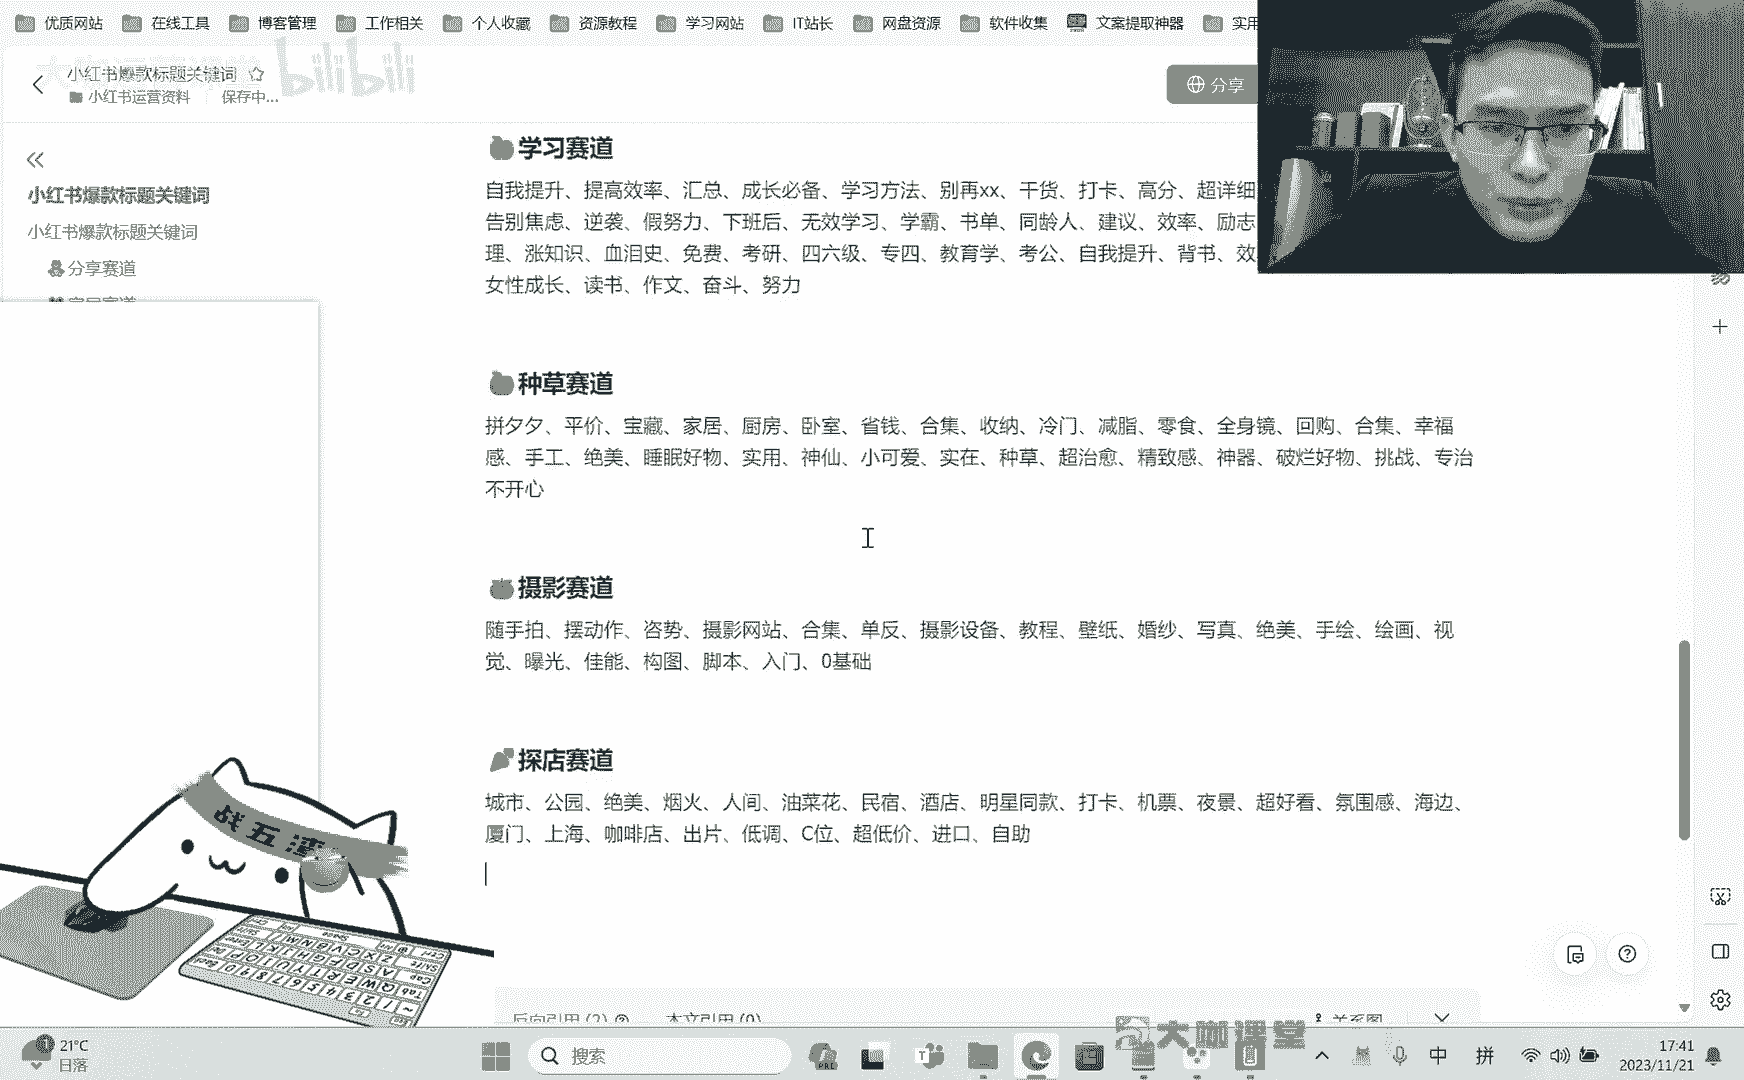 优质网站
在线工具
博客管理
工作相关
个人收藏
资源教程
学习网站
IT站长
网盘资源
软件收集
文案提取神器
实用
bilibili
小红书爆款标题关键词
小红书运营资料
保存中...
分享
小红书爆款标题关键词
小红书爆款标题关键词
分享赛道
家居赛道
学习赛道
自我提升、提高效率、汇总、成长必备、学习方法、别再xx、干货、打卡、高分、超详细
告别焦虑、逆袭、假努力、下班后、无效学习、学霸、书单、同龄人、建议、效率、励志
理、涨知识、血泪史、免费、考研、四六级、专四、教育学、考公、自我提升、背书、效
女性成长、读书、作文、奋斗、努力
种草赛道
拼夕夕、平价、宝藏、家居、厨房、卧室、省钱、合集、收纳、冷门、减脂、零食、全身镜、回购、合集、幸福
感、手工、绝美、睡眠好物、实用、神仙、小可爱、实在、种草、超治愈、精致感、神器、破烂好物、挑战、专治
不开心
摄影赛道
随手拍、摆动作、姿势、摄影网站、合集、单反、摄影设备、教程、壁纸、婚纱、写真、绝美、手绘、绘画、视
觉、曝光、佳能、构图、脚本、入门、0基础
探店赛道
城市、公园、绝美、烟火、人间、油菜花、民宿、酒店、明星同款、打卡、机票、夜景、超好看、氛围感、海边、
厦门、上海、咖啡店、出片、低调、C位、超低价、进口、自助
战五渣
反向引用 (2)
本文引用 (0)
关系图
大咖课堂
1
21°C
日落
搜索
PRE
中
拼
17:41
2023/11/21